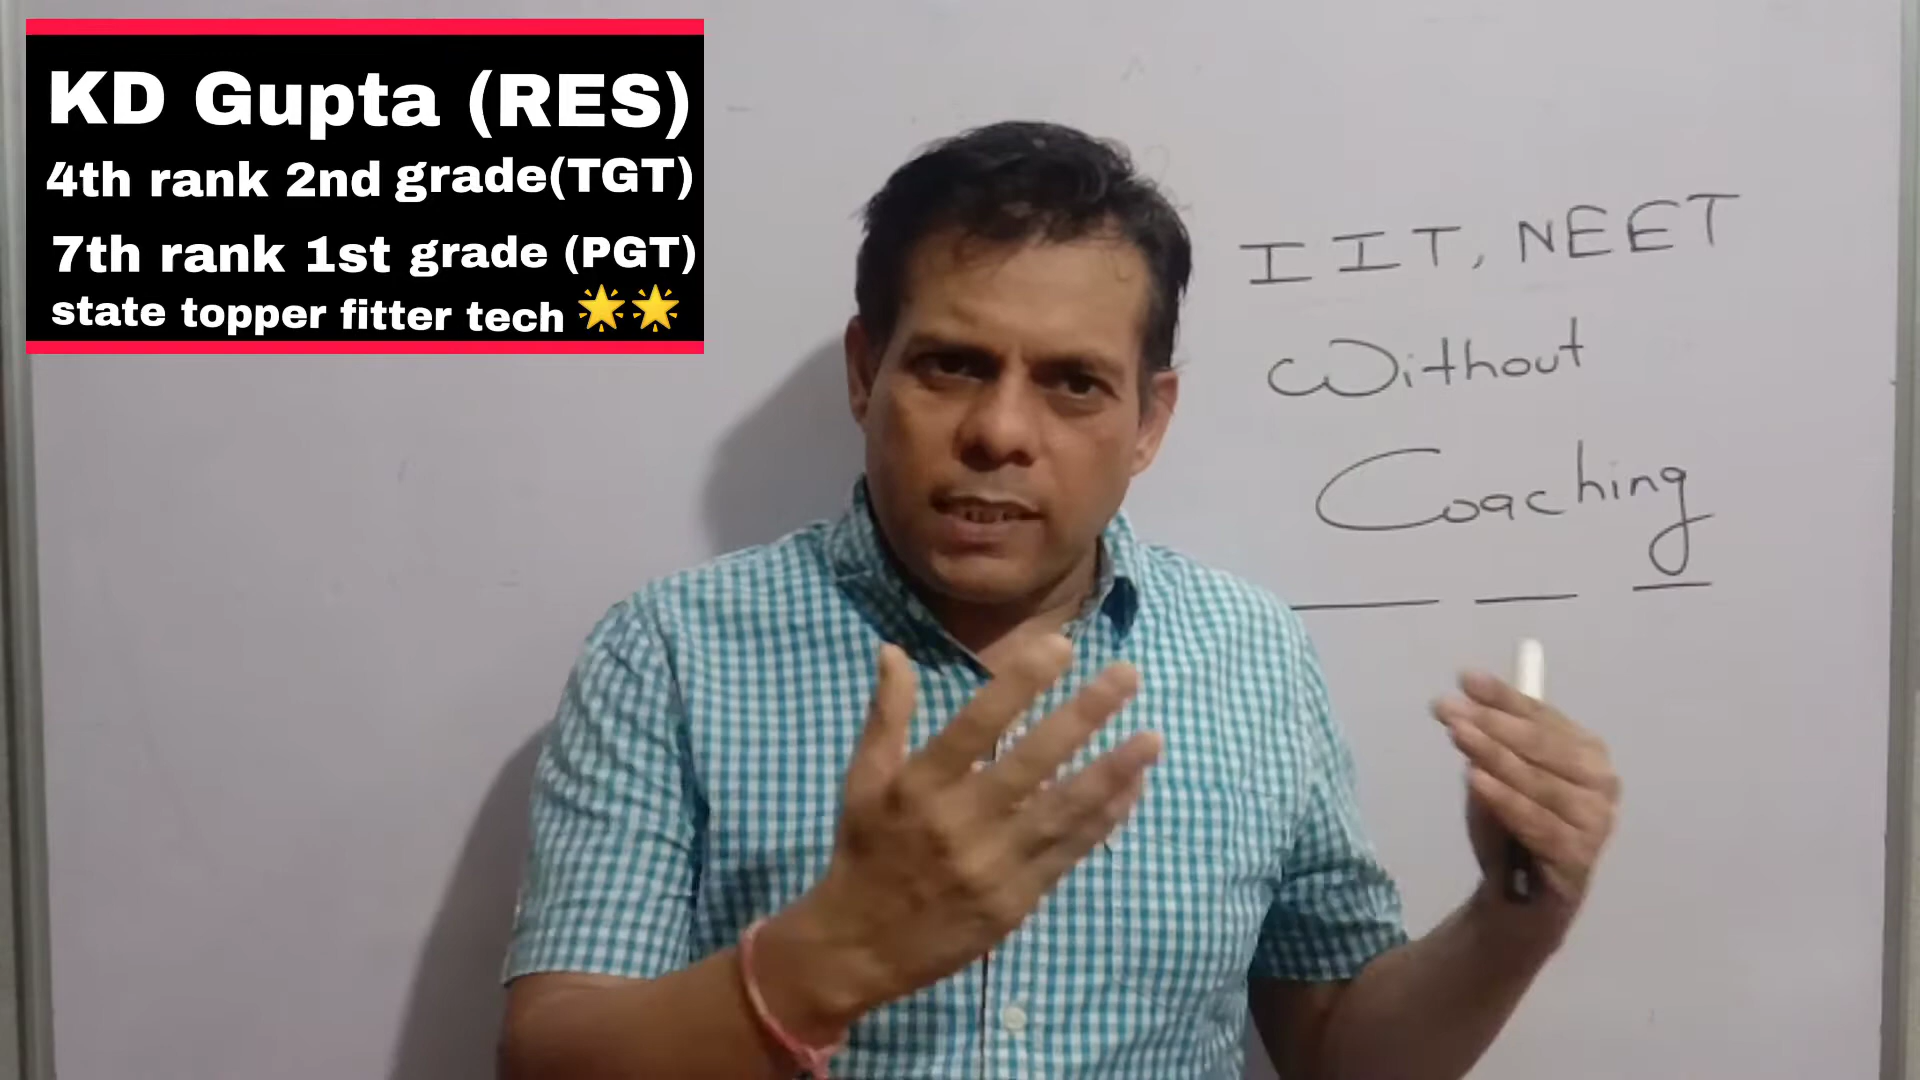 KD Gupta (RES)
4th rank 2nd grade(TGT)
7th rank 1st grade (PGT)
state topper fitter tech 🌟🌟
IIT, NEET
Without
Coaching